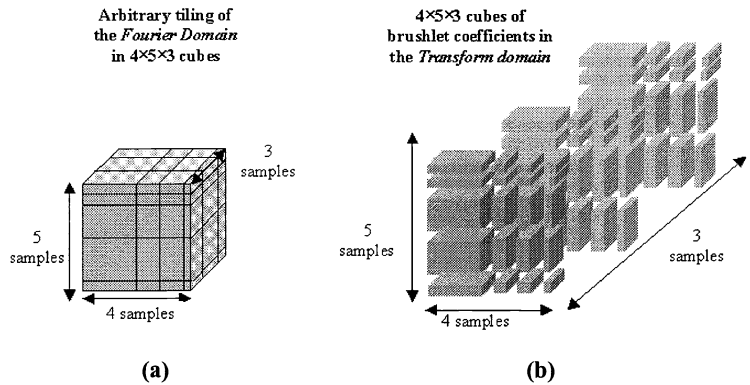 Arbitrary tiling of
the Fourier Domain
in 4×5×3 cubes
4×5×3 cubes of
brushlet coefficients in
the Transform domain
3
samples
5
samples
4 samples
5
samples
3
samples
4 samples
(a)
(b)